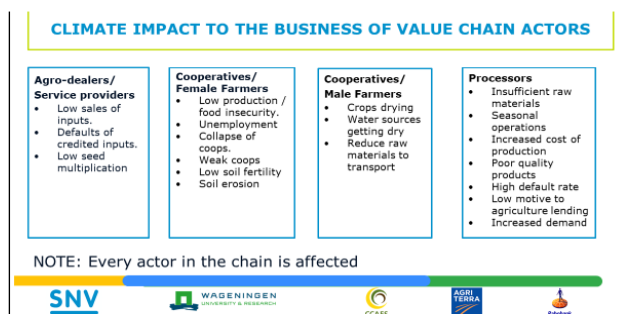 CLIMATE IMPACT TO THE BUSINESS OF VALUE CHAIN ACTORS
Agro-dealers/
Service providers
• Low sales of
inputs.
• Defaults of
credited inputs.
• Low seed
multiplication
Cooperatives/
Female Farmers
• Low production /
food insecurity.
• Unemployment
• Collapse of
coops.
• Weak coops
• Low soil fertility
• Soil erosion
Cooperatives/
Male Farmers
• Crops drying
• Water sources
getting dry
• Reduce raw
materials to
transport
Processors
• Insufficient raw
materials
• Seasonal
operations
• Increased cost of
production
• Poor quality
products
• High default rate
• Low motive to
agriculture lending
• Increased demand
NOTE: Every actor in the chain is affected
SNV
WAGENINGEN
UNIVERSITY & RESEARCH
AGRI
TERRA